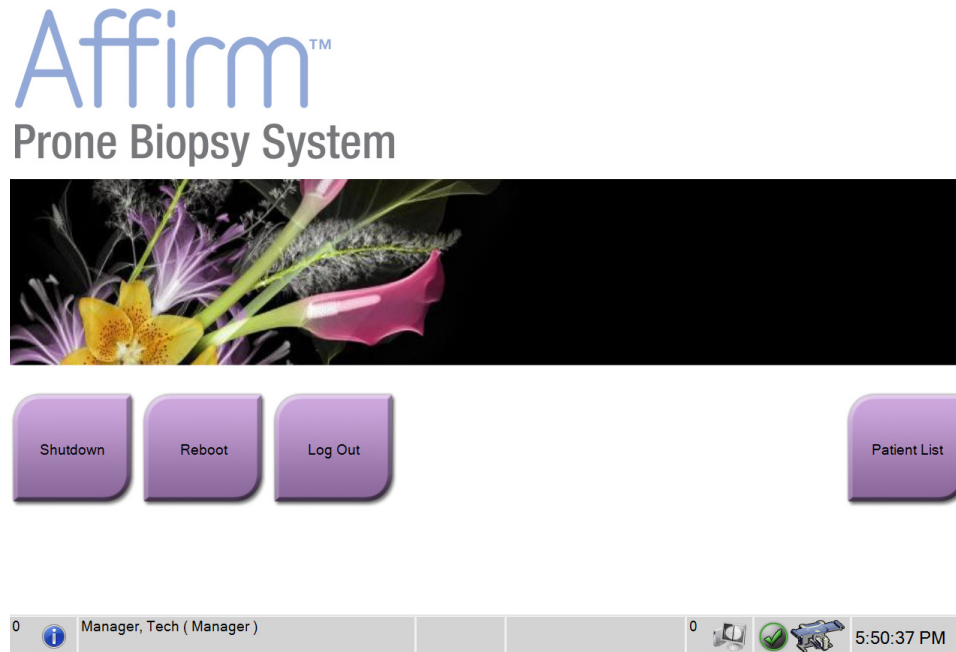 Affirm™
Prone Biopsy System
Shutdown
Reboot
Log Out
Patient List
0
Manager, Tech ( Manager )
0
5:50:37 PM